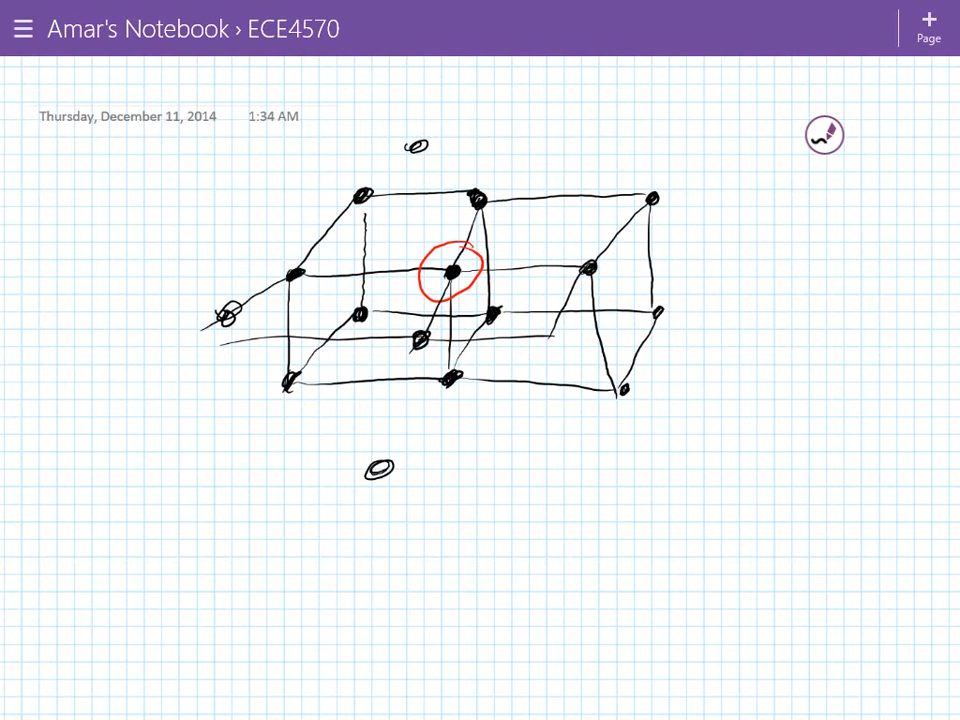 Amar's Notebook › ECE4570
Page
Thursday, December 11, 2014 1:34 AM